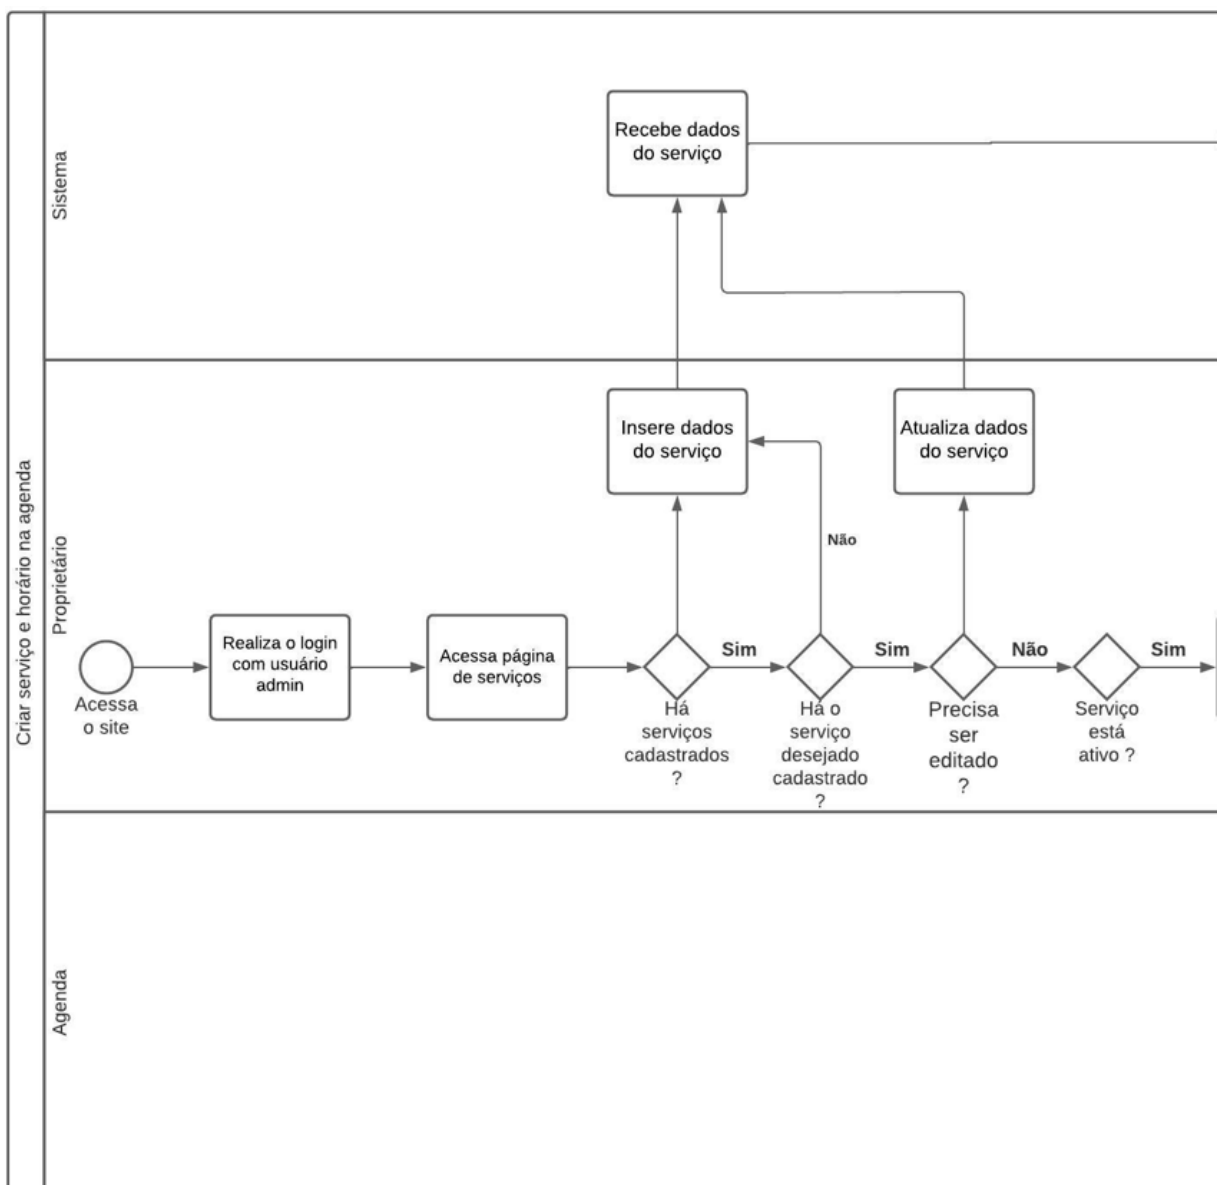 Criar serviço e horário na agenda
Sistema
Recebe dados
do serviço
Proprietário
Insere dados
do serviço
Atualiza dados
do serviço
Não
Acessa
o site
Realiza o login
com usuário
admin
Acessa página
de serviços
Há
serviços
cadastrados
?
Sim
Há o
serviço
desejado
cadastrado
?
Sim
Precisa
ser
editado
?
Não
Serviço
está
ativo ?
Sim
Agenda